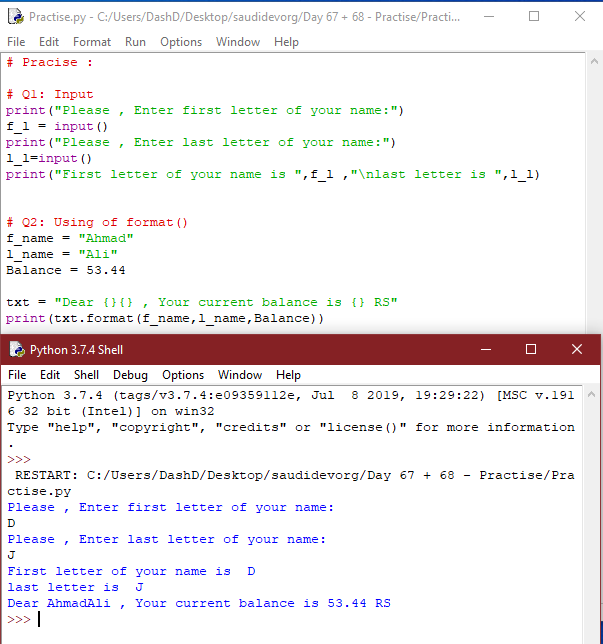 Practise.py - C:/Users/DashD/Desktop/saudidevorg/Day 67 + 68 - Practise/Practi...
File Edit Format Run Options Window Help
# Pracise :
# Q1: Input
print("Please , Enter first letter of your name:")
f_l = input()
print("Please , Enter last letter of your name:")
l_l=input()
print("First letter of your name is ",f_l ,"\nlast letter is ",l_l)
# Q2: Using of format()
f_name = "Ahmad"
l_name = "Ali"
Balance = 53.44
txt = "Dear {}{} , Your current balance is {} RS"
print(txt.format(f_name,l_name,Balance))
Python 3.7.4 Shell
File Edit Shell Debug Options Window Help
Python 3.7.4 (tags/v3.7.4:e09359112e, Jul  8 2019, 19:29:22) [MSC v.191
6 32 bit (Intel)] on win32
Type "help", "copyright", "credits" or "license()" for more information
.
>>>
 RESTART: C:/Users/DashD/Desktop/saudidevorg/Day 67 + 68 - Practise/Pra
ctise.py
Please , Enter first letter of your name:
D
Please , Enter last letter of your name:
J
First letter of your name is  D
last letter is  J
Dear AhmadAli , Your current balance is 53.44 RS
>>>